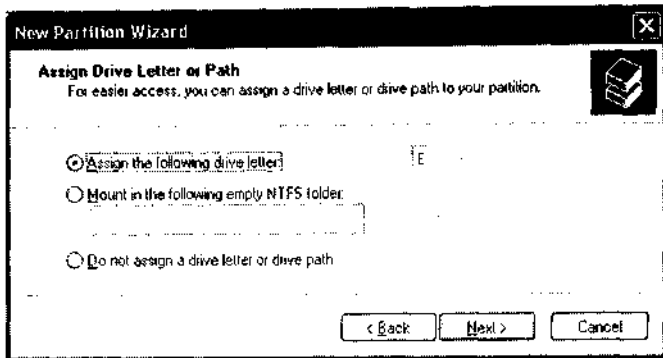 New Partition Wizard
Assign Drive Letter or Path
For easier access, you can assign a drive letter or drive path to your partition.
Assign the following drive letter: E
Mount in the following empty NTFS folder:
Do not assign a drive letter or drive path
< Back Next > Cancel